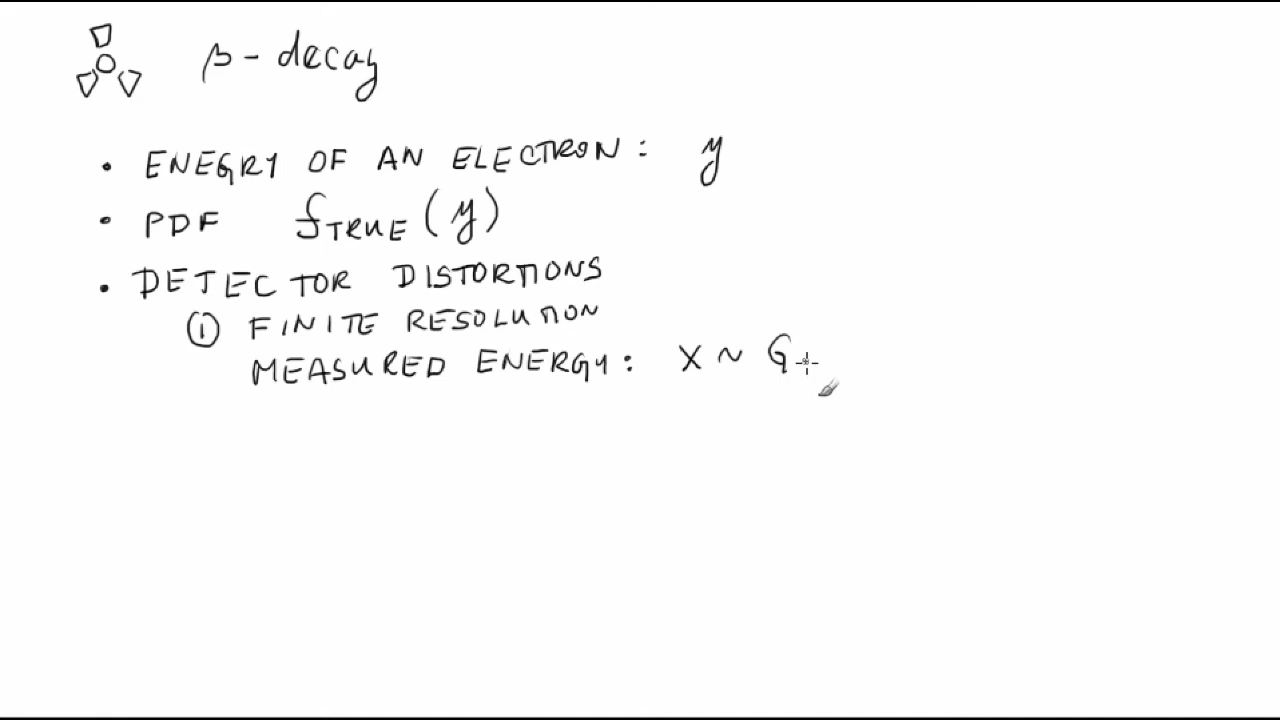 β - decay
• ENEGRY OF AN ELECTRON: y
• PDF f_TRUE(y)
• DETECTOR DISTORTIONS
① FINITE RESOLUTION
MEASURED ENERGY: X ~ G